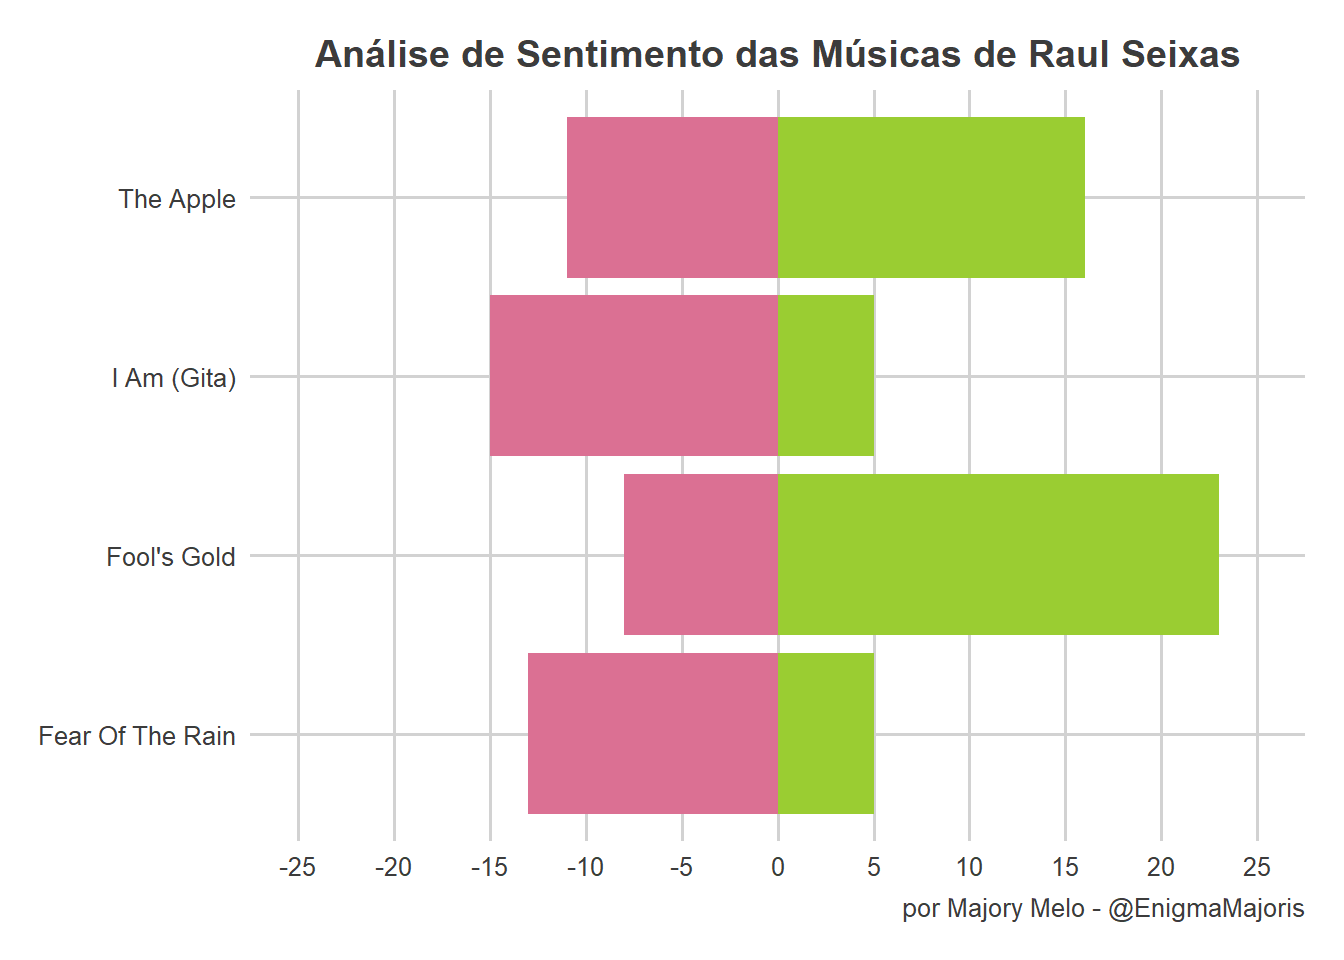 Análise de Sentimento das Músicas de Raul Seixas
The Apple
I Am (Gita)
Fool's Gold
Fear Of The Rain
-25 -20 -15 -10 -5 0 5 10 15 20 25
por Majory Melo - @EnigmaMajoris